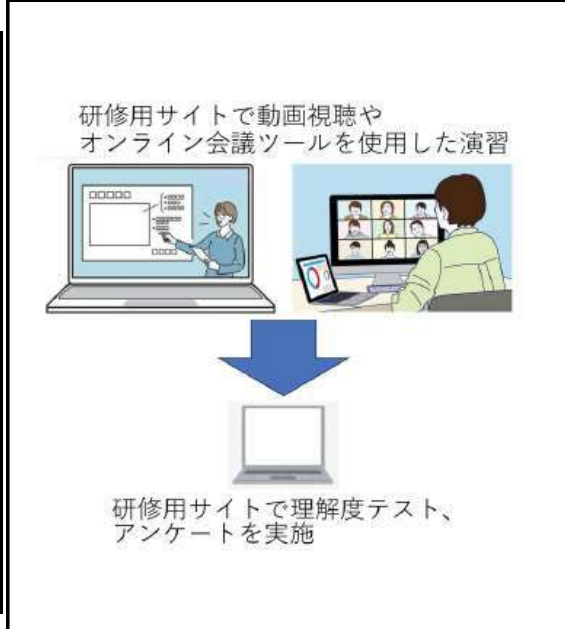 研修用サイトで動画視聴や
オンライン会議ツールを使用した演習
研修用サイトで理解度テスト、
アンケートを実施